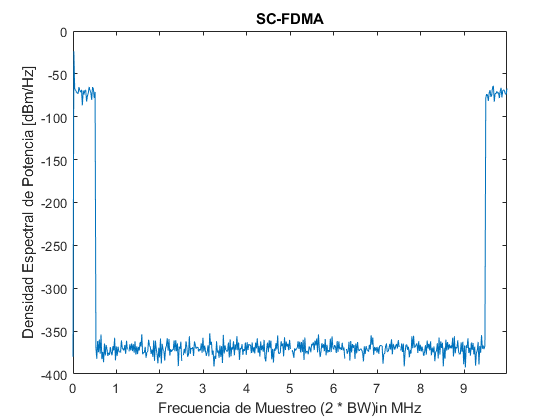 SC-FDMA
Densidad Espectral de Potencia [dBm/Hz]
0
-50
-100
-150
-200
-250
-300
-350
-400
0 1 2 3 4 5 6 7 8 9
Frecuencia de Muestreo (2 * BW)in MHz